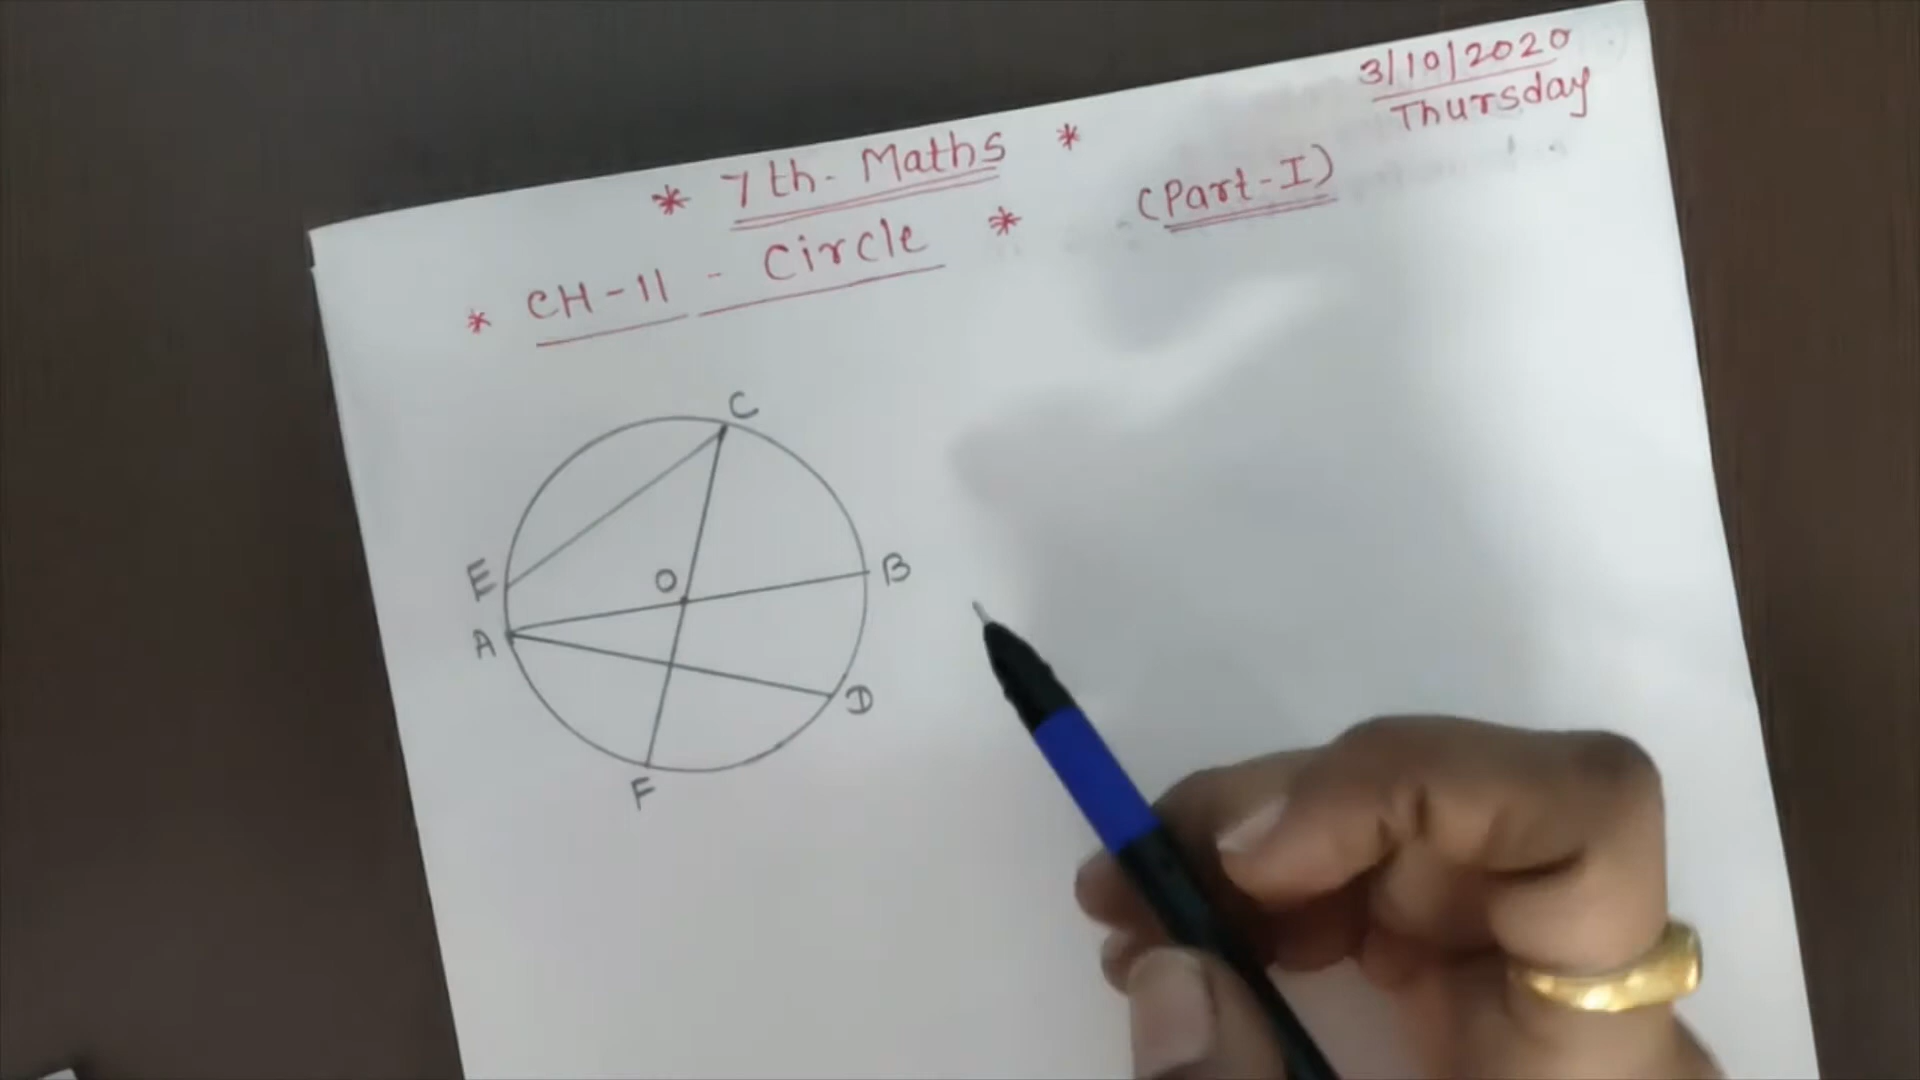 3/10/2020
Thursday
* 7th- Maths *
(Part-I)
* CH-11 - Circle *
C
E
O
B
A
D
F